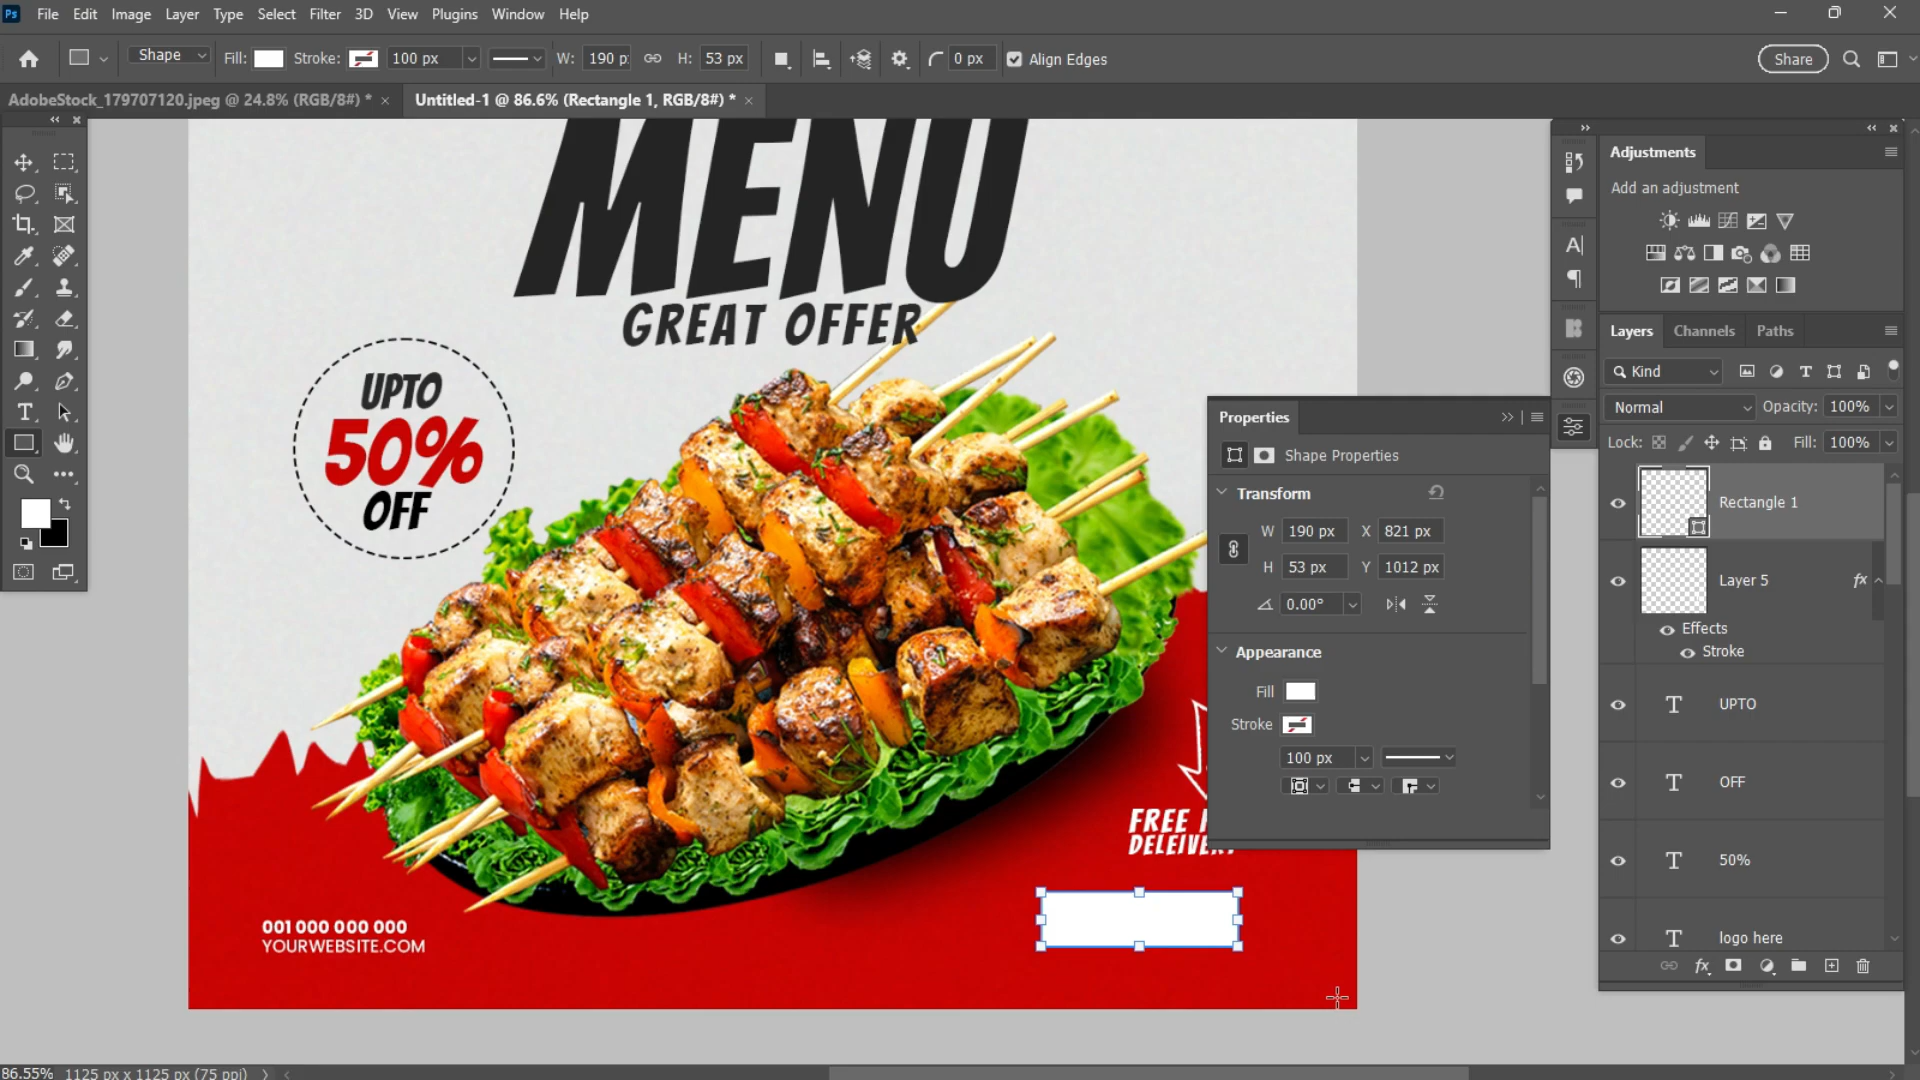 Ps File Edit Image Layer Type Select Filter 3D View Plugins Window Help
Shape Fill: Stroke: 100 px W: 190 p H: 53 px 0 px Align Edges Share
AdobeStock_179707120.jpeg @ 24.8% (RGB/8#) * × Untitled-1 @ 86.6% (Rectangle 1, RGB/8#) * ×
MENU
GREAT OFFER
UPTO
50%
OFF
FREE
DELEIVERY
001 000 000 000
YOURWEBSITE.COM
Properties
Shape Properties
Transform
W 190 px X 821 px
H 53 px Y 1012 px
0.00°
Appearance
Fill
Stroke
100 px
Adjustments
Add an adjustment
Layers Channels Paths
Kind
Normal Opacity: 100%
Lock: Fill: 100%
Rectangle 1
Layer 5 fx
Effects
Stroke
T UPTO
T OFF
T 50%
T logo here
fx
86.55% 1125 px x 1125 px (75 ppi)